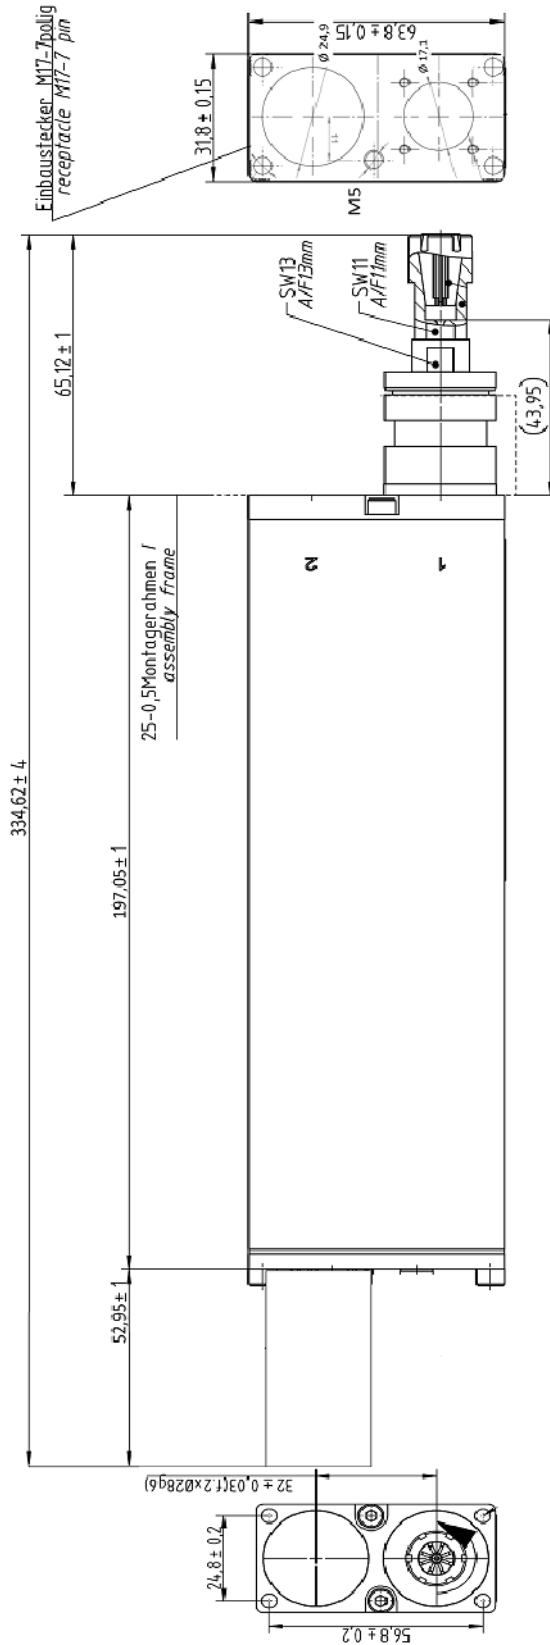 Einbaustecker M17-7polig
receptacle M17-7 pin
63,8 ± 0,15
31,8 ± 0,15
Ø 24,9
Ø 17,1
11
M5
334,62 ± 4
65,12 ± 1
SW13
A/F13mm
SW11
A/F11mm
(43,95)
197,05 ± 1
25-0,5Montagerahmen /
assembly frame
2
1
52,95 ± 1
32 ± 0,03(f.2xØ28g6)
24,8 ± 0,2
56,8 ± 0,2